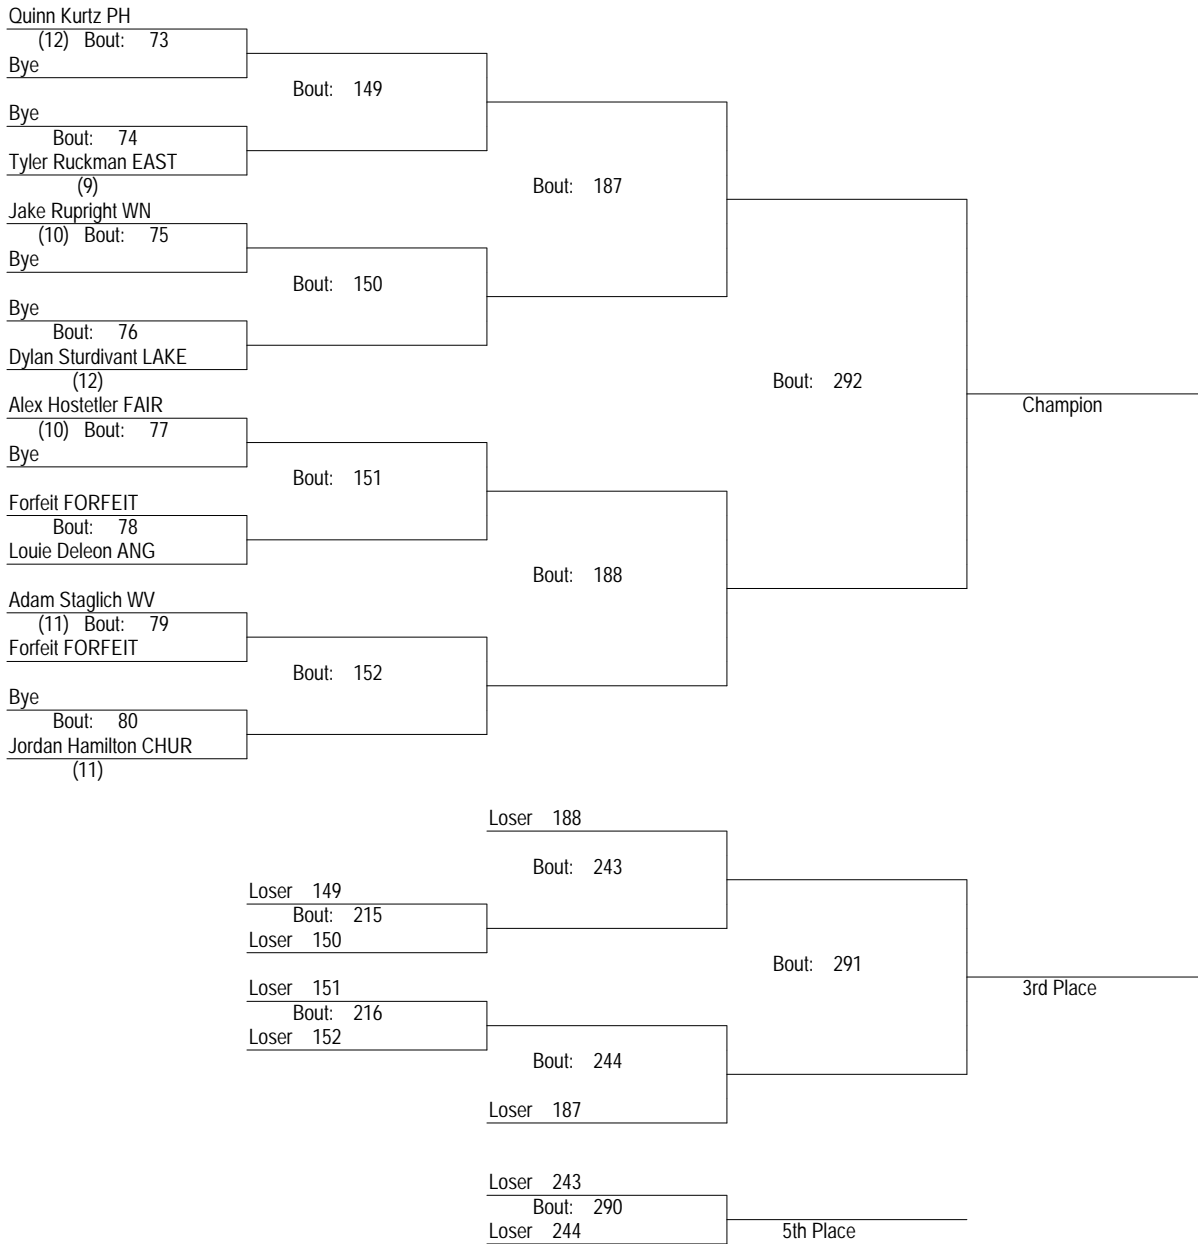 Quinn Kurtz PH
(12) Bout: 73
Bye
Bout: 149
Bye
Bout: 74
Tyler Ruckman EAST
(9)
Bout: 187
Jake Rupright WN
(10) Bout: 75
Bye
Bout: 150
Bye
Bout: 76
Dylan Sturdivant LAKE
(12)
Bout: 292
Champion
Alex Hostetler FAIR
(10) Bout: 77
Bye
Bout: 151
Forfeit FORFEIT
Bout: 78
Louie Deleon ANG
Bout: 188
Adam Staglich WV
(11) Bout: 79
Forfeit FORFEIT
Bout: 152
Bye
Bout: 80
Jordan Hamilton CHUR
(11)
Loser 188
Bout: 243
Loser 149
Bout: 215
Loser 150
Bout: 291
3rd Place
Loser 151
Bout: 216
Loser 152
Bout: 244
Loser 187
Loser 243
Bout: 290
Loser 244
5th Place